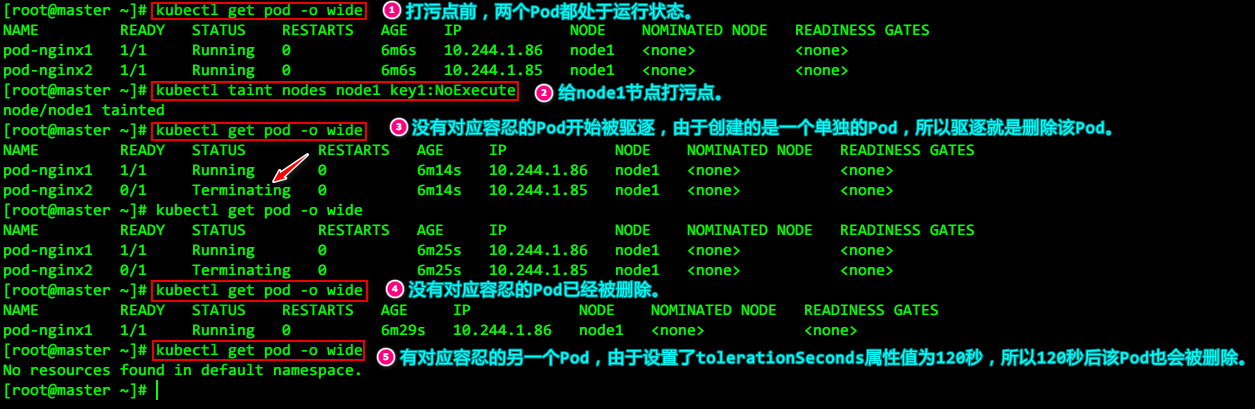 [root@master ~]# kubectl get pod -o wide 1 打污点前，两个Pod都处于运行状态。
NAME READY STATUS RESTARTS AGE IP NODE NOMINATED NODE READINESS GATES
pod-nginx1 1/1 Running 0 6m6s 10.244.1.86 node1 <none> <none>
pod-nginx2 1/1 Running 0 6m6s 10.244.1.85 node1 <none> <none>
[root@master ~]# kubectl taint nodes node1 key1:NoExecute 2 给node1节点打污点。
node/node1 tainted
[root@master ~]# kubectl get pod -o wide 3 没有对应容忍的Pod开始被驱逐，由于创建的是一个单独的Pod，所以驱逐就是删除该Pod。
NAME READY STATUS RESTARTS AGE IP NODE NOMINATED NODE READINESS GATES
pod-nginx1 1/1 Running 0 6m14s 10.244.1.86 node1 <none> <none>
pod-nginx2 0/1 Terminating 0 6m14s 10.244.1.85 node1 <none> <none>
[root@master ~]# kubectl get pod -o wide
NAME READY STATUS RESTARTS AGE IP NODE NOMINATED NODE READINESS GATES
pod-nginx1 1/1 Running 0 6m25s 10.244.1.86 node1 <none> <none>
pod-nginx2 0/1 Terminating 0 6m25s 10.244.1.85 node1 <none> <none>
[root@master ~]# kubectl get pod -o wide 4 没有对应容忍的Pod已经被删除。
NAME READY STATUS RESTARTS AGE IP NODE NOMINATED NODE READINESS GATES
pod-nginx1 1/1 Running 0 6m29s 10.244.1.86 node1 <none> <none>
[root@master ~]# kubectl get pod -o wide 5 有对应容忍的另一个Pod，由于设置了tolerationSeconds属性值为120秒，所以120秒后该Pod也会被删除。
No resources found in default namespace.
[root@master ~]#